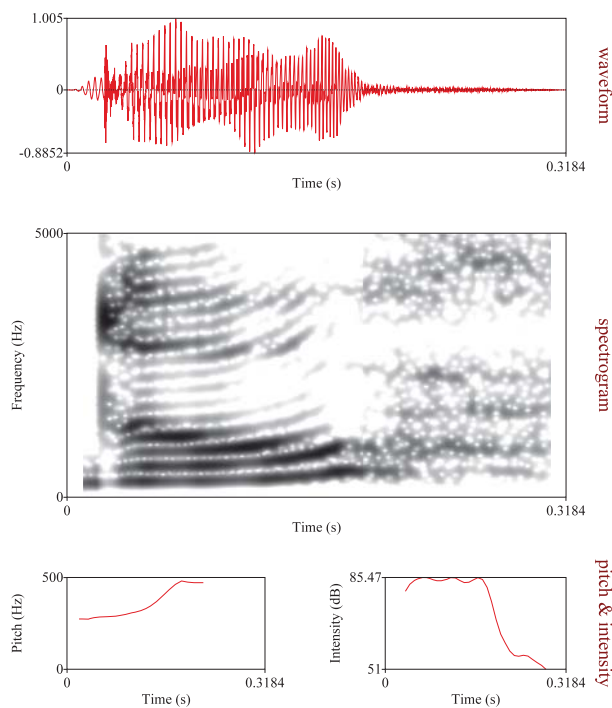 1.005
0
-0.8852
0
0.3184
Time (s)
waveform
5000
Frequency (Hz)
0
0
0.3184
Time (s)
spectrogram
500
Pitch (Hz)
0
0
0.3184
Time (s)
85.47
Intensity (dB)
51
0
0.3184
Time (s)
pitch & intensity